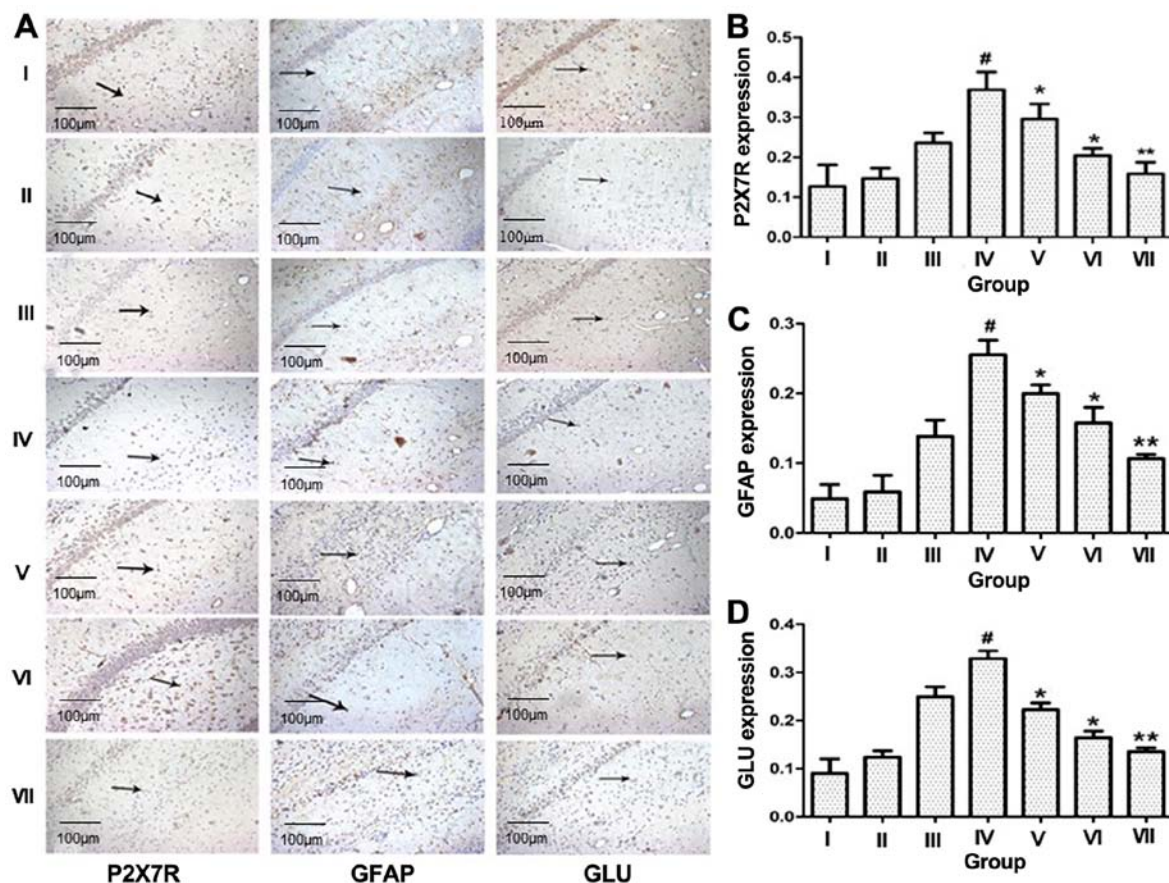 A
I
100μm
100μm
100μm
II
100μm
100μm
100μm
III
100μm
100μm
100μm
IV
100μm
100μm
100μm
V
100μm
100μm
100μm
VI
100μm
100μm
100μm
VII
100μm
100μm
100μm
P2X7R GFAP GLU
B
P2X7R expression
0.5
0.4
0.3
0.2
0.1
0.0
#
*
*
**
I II III IV V VI VII
Group
C
GFAP expression
0.3
0.2
0.1
0.0
#
*
*
**
I II III IV V VI VII
Group
D
GLU expression
0.4
0.3
0.2
0.1
0.0
#
*
*
**
I II III IV V VI VII
Group